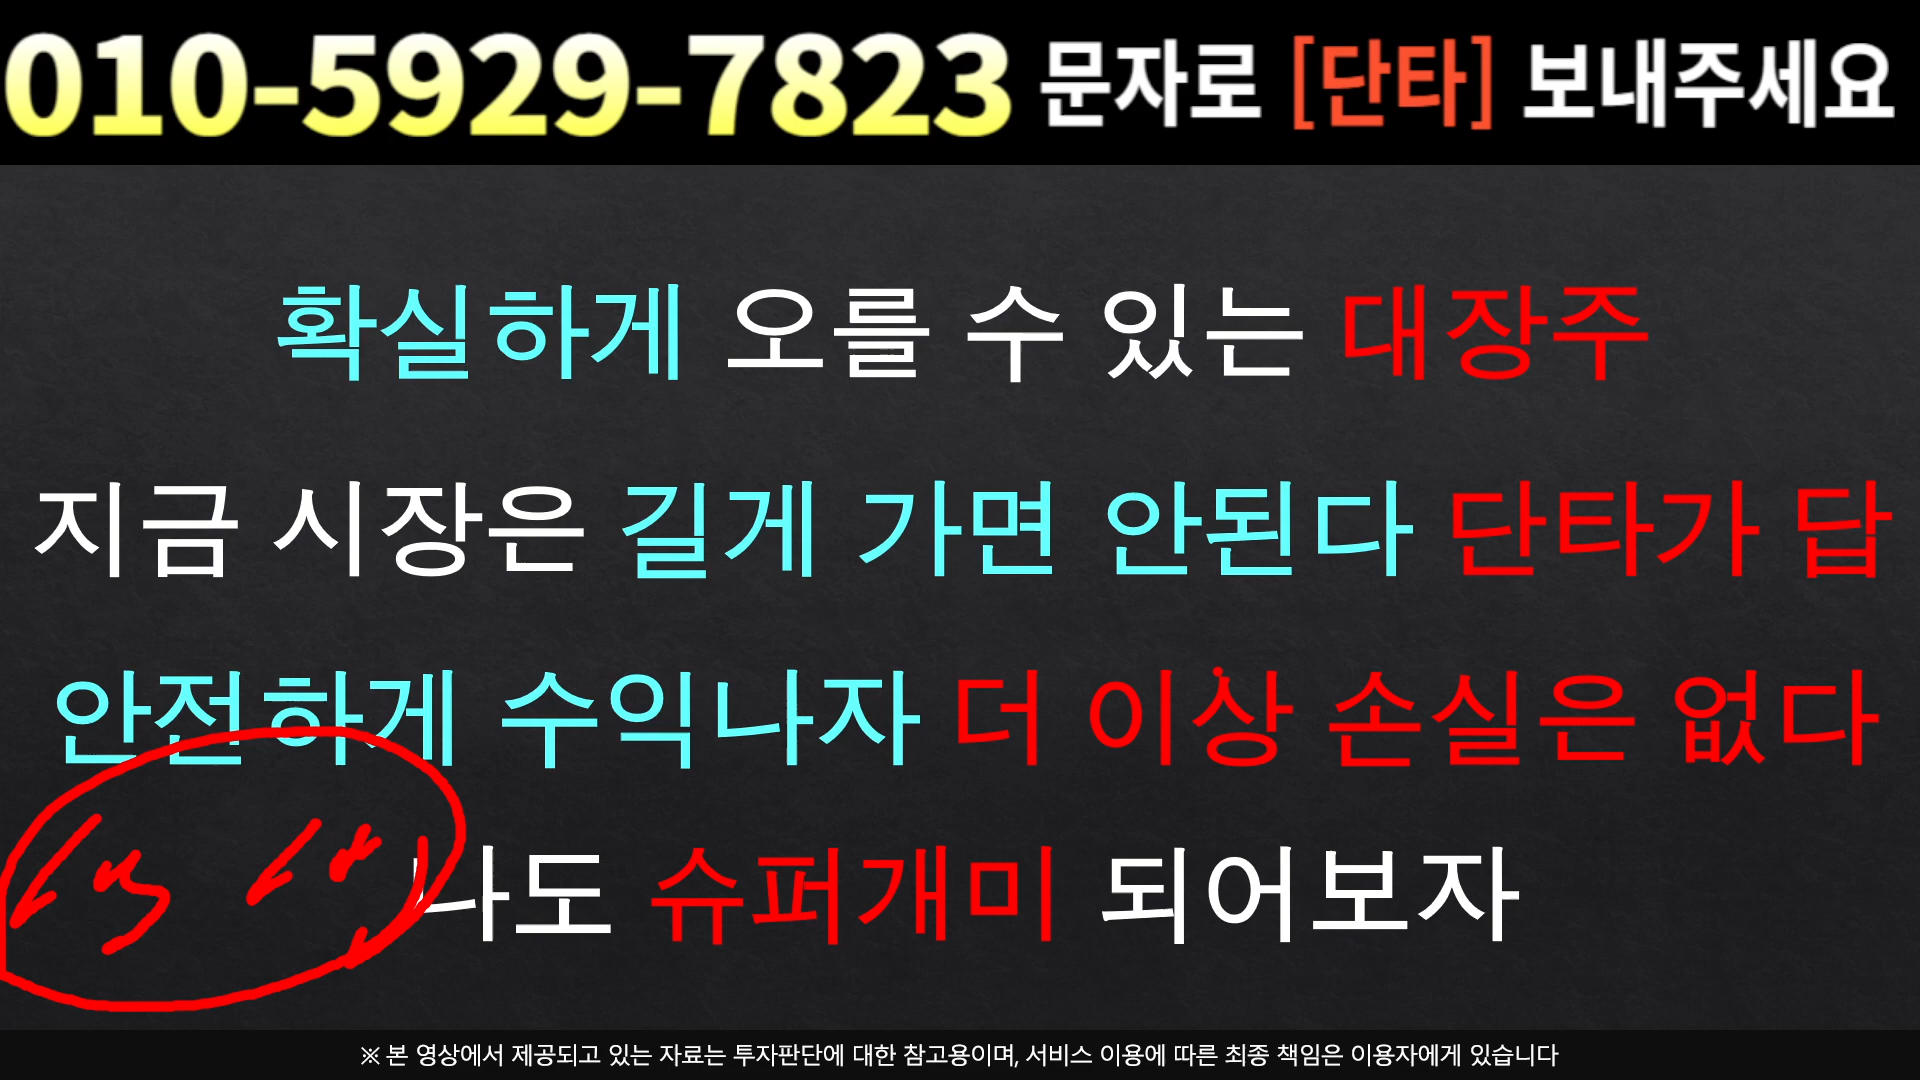 010-5929-7823 문자로 [단타] 보내주세요
확실하게 오를 수 있는 대장주
지금 시장은 길게 가면 안된다 단타가 답
안전하게 수익나자 더 이상 손실은 없다
나도 슈퍼개미 되어보자
※ 본 영상에서 제공되고 있는 자료는 투자판단에 대한 참고용이며, 서비스 이용에 따른 최종 책임은 이용자에게 있습니다